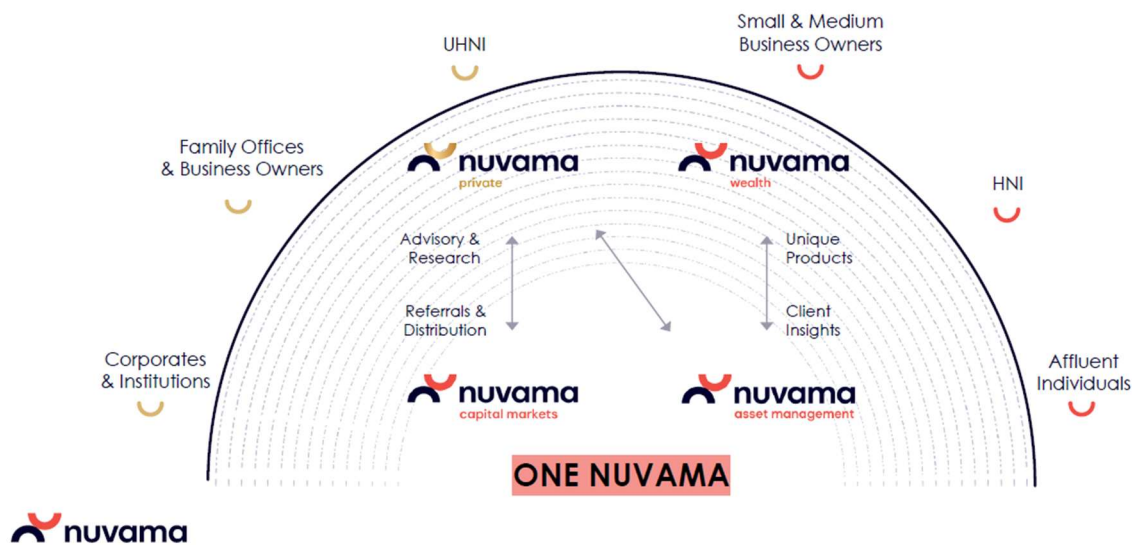 UHNI
Small & Medium
Business Owners
Family Offices
& Business Owners
nuvama
private
nuvama
wealth
HNI
Advisory &
Research
Unique
Products
Referrals &
Distribution
Client
Insights
Corporates
& Institutions
nuvama
capital markets
nuvama
asset management
Affluent
Individuals
ONE NUVAMA
nuvama